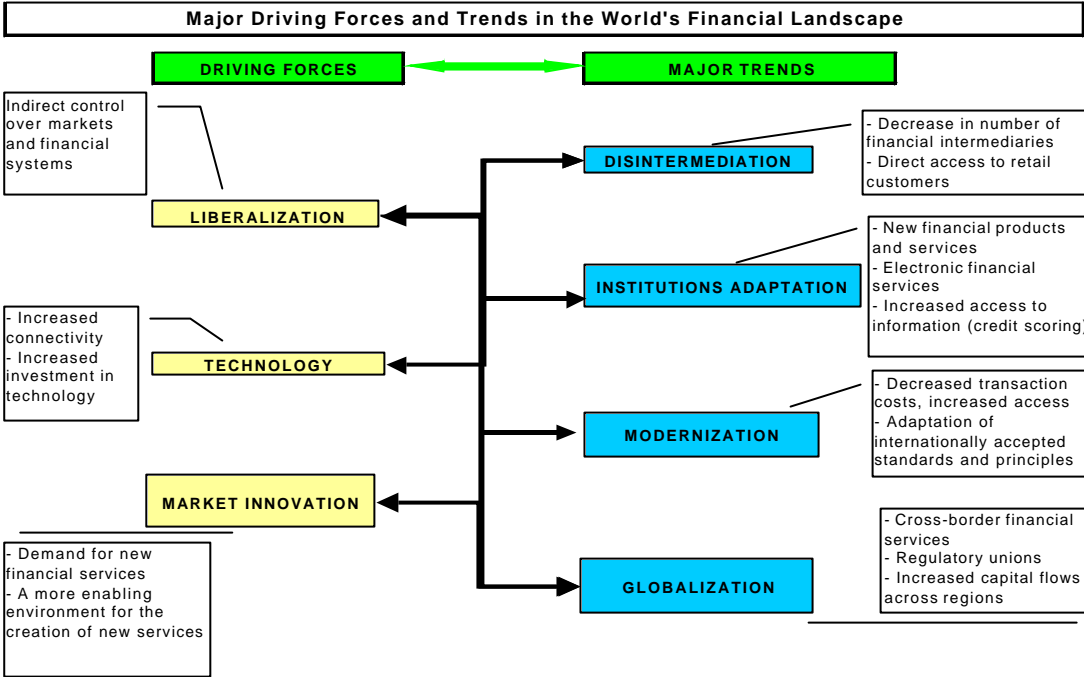 Major Driving Forces and Trends in the World's Financial Landscape
DRIVING FORCES
MAJOR TRENDS
Indirect control
over markets
and financial
systems
LIBERALIZATION
- Increased
connectivity
- Increased
investment in
technology
TECHNOLOGY
MARKET INNOVATION
- Demand for new
financial services
- A more enabling
environment for the
creation of new services
DISINTERMEDIATION
- Decrease in number of
financial intermediaries
- Direct access to retail
customers
INSTITUTIONS ADAPTATION
- New financial products
and services
- Electronic financial
services
- Increased access to
information (credit scoring)
MODERNIZATION
- Decreased transaction
costs, increased access
- Adaptation of
internationally accepted
standards and principles
GLOBALIZATION
- Cross-border financial
services
- Regulatory unions
- Increased capital flows
across regions